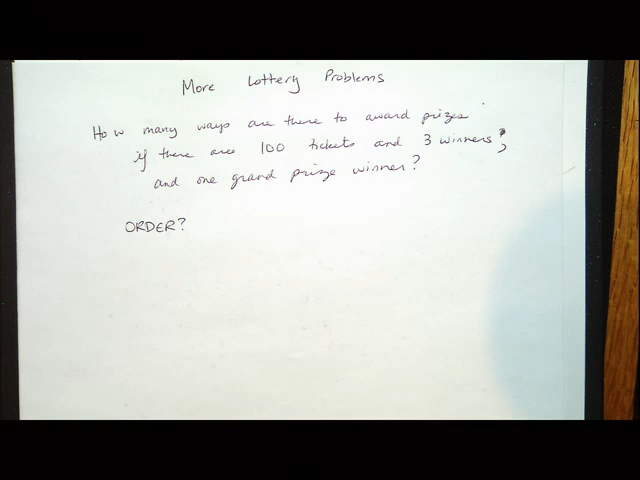 More Lottery Problems
How many ways are there to award prizes
if there are 100 tickets and 3 winners,
and one grand prize winner?
ORDER?